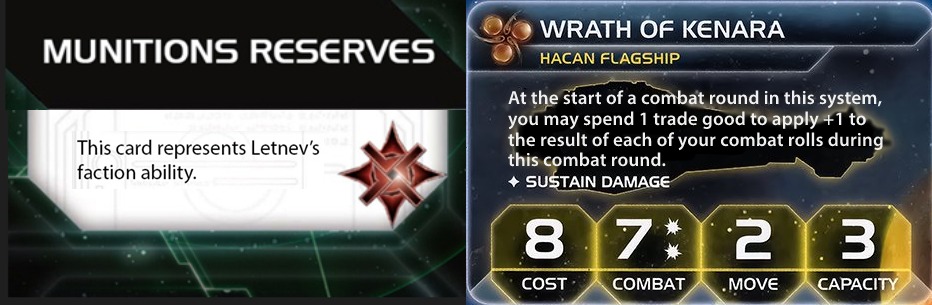 MUNITIONS RESERVES
This card represents Letnev's
faction ability.
WRATH OF KENARA
HACAN FLAGSHIP
At the start of a combat round in this system,
you may spend 1 trade good to apply +1 to
the result of each of your combat rolls during
this combat round.
SUSTAIN DAMAGE
8 7 2 3
COST COMBAT MOVE CAPACITY